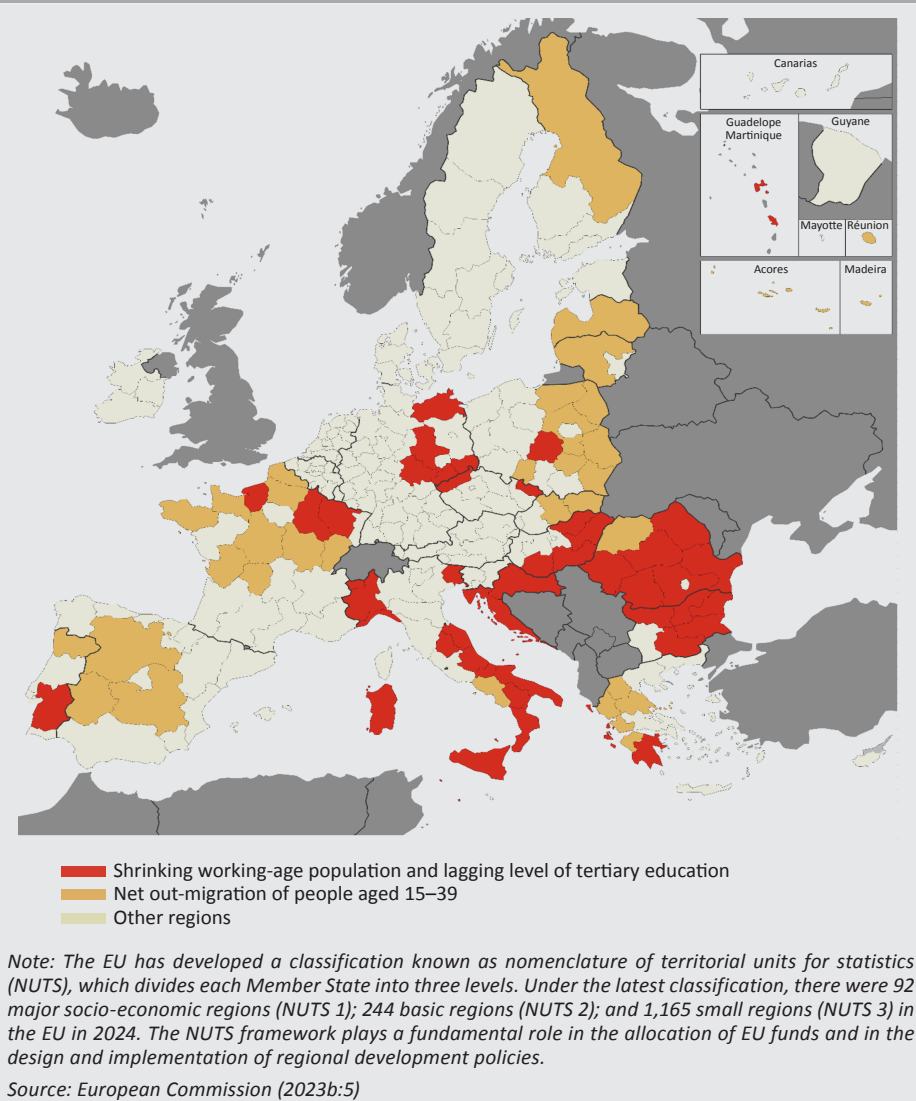 Canarias
Guadelope
Martinique
Guyane
Mayotte
Réunion
Acores
Madeira
Shrinking working-age population and lagging level of tertiary education
Net out-migration of people aged 15–39
Other regions
Note: The EU has developed a classification known as nomenclature of territorial units for statistics
(NUTS), which divides each Member State into three levels. Under the latest classification, there were 92
major socio-economic regions (NUTS 1); 244 basic regions (NUTS 2); and 1,165 small regions (NUTS 3) in
the EU in 2024. The NUTS framework plays a fundamental role in the allocation of EU funds and in the
design and implementation of regional development policies.
Source: European Commission (2023b:5)